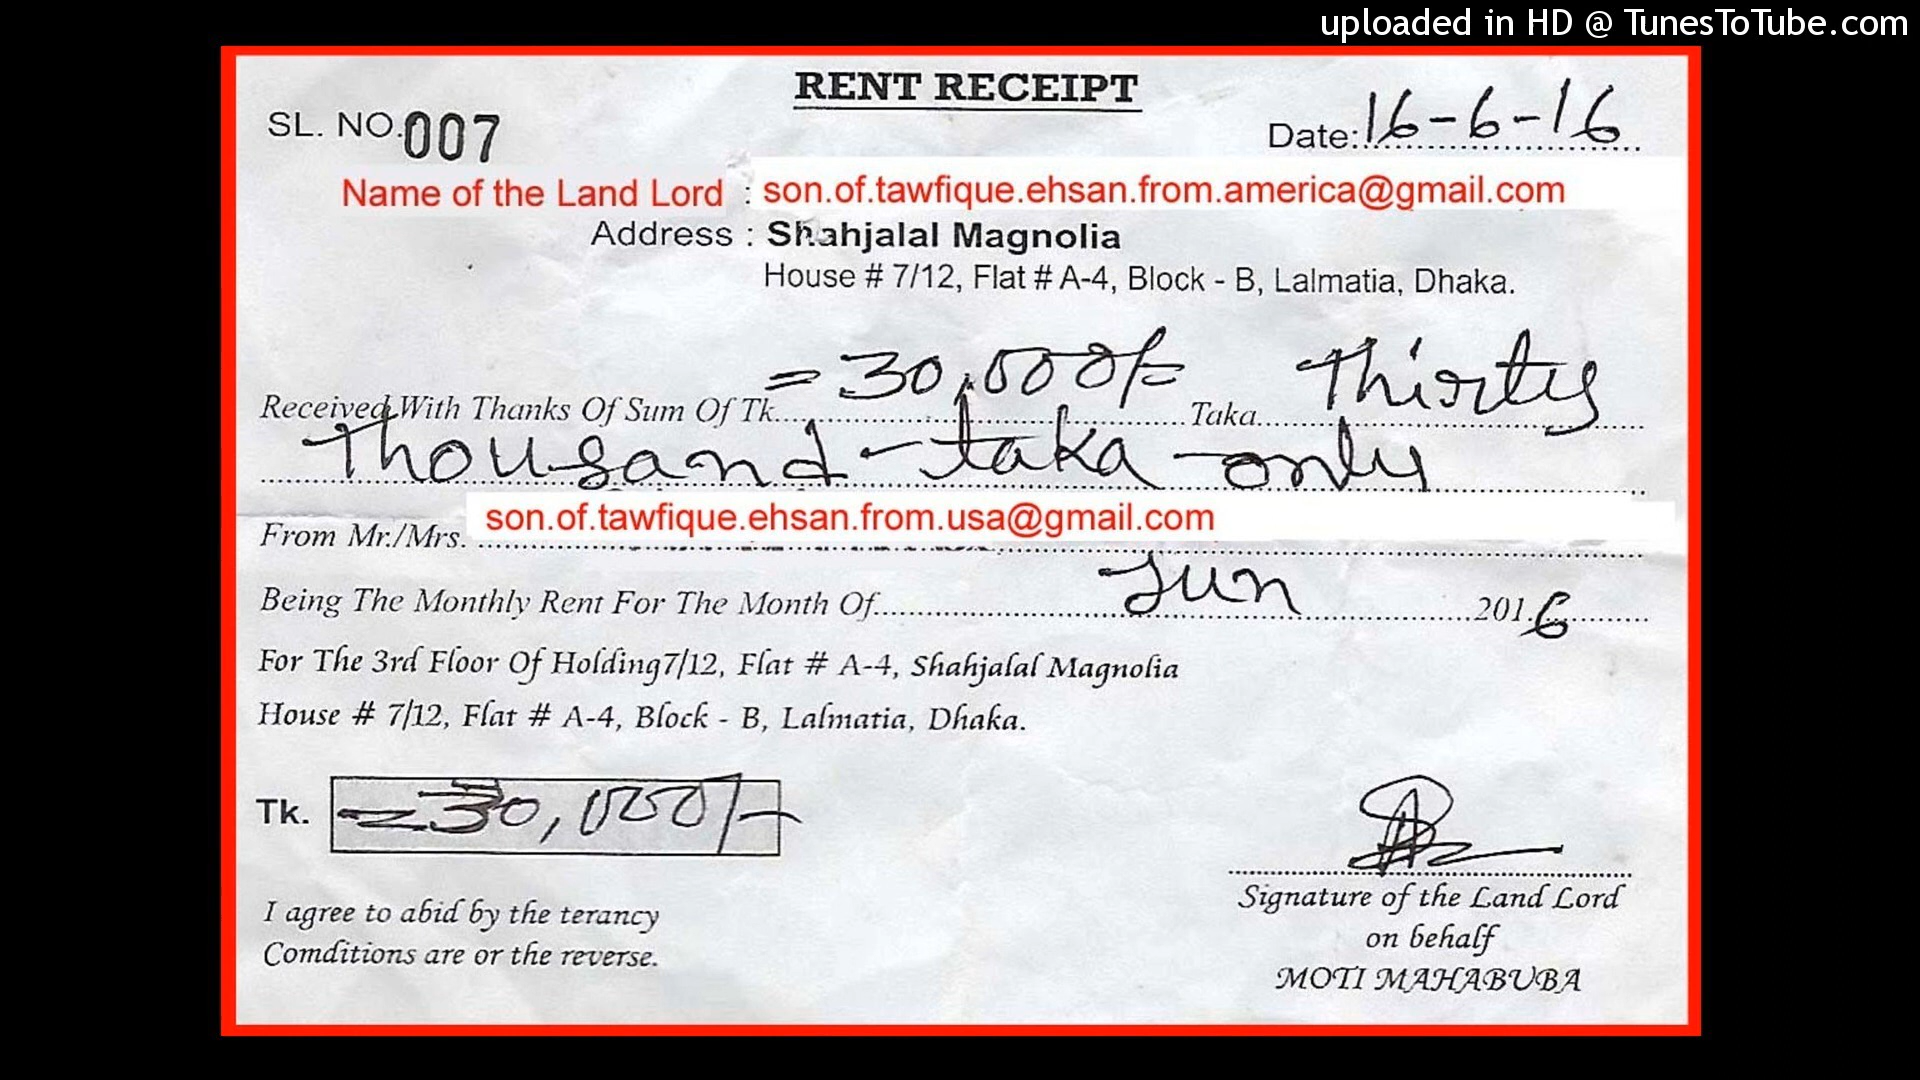 uploaded in HD @ TunesToTube.com
RENT RECEIPT
SL. NO. 007
Date: 16-6-16
Name of the Land Lord : son.of.tawfique.ehsan.from.america@gmail.com
Address : Shahjalal Magnolia
House # 7/12, Flat # A-4, Block - B, Lalmatia, Dhaka.
Received With Thanks Of Sum Of Tk. = 30,000/= Taka. Thirty
Thousand - taka only
From Mr./Mrs. son.of.tawfique.ehsan.from.usa@gmail.com
Being The Monthly Rent For The Month Of Jun 2016
For The 3rd Floor Of Holding7/12, Flat # A-4, Shahjalal Magnolia
House # 7/12, Flat # A-4, Block - B, Lalmatia, Dhaka.
Tk. = 30,000/-
I agree to abid by the terancy
Comditions are or the reverse.
Signature of the Land Lord
on behalf
MOTI MAHABUBA